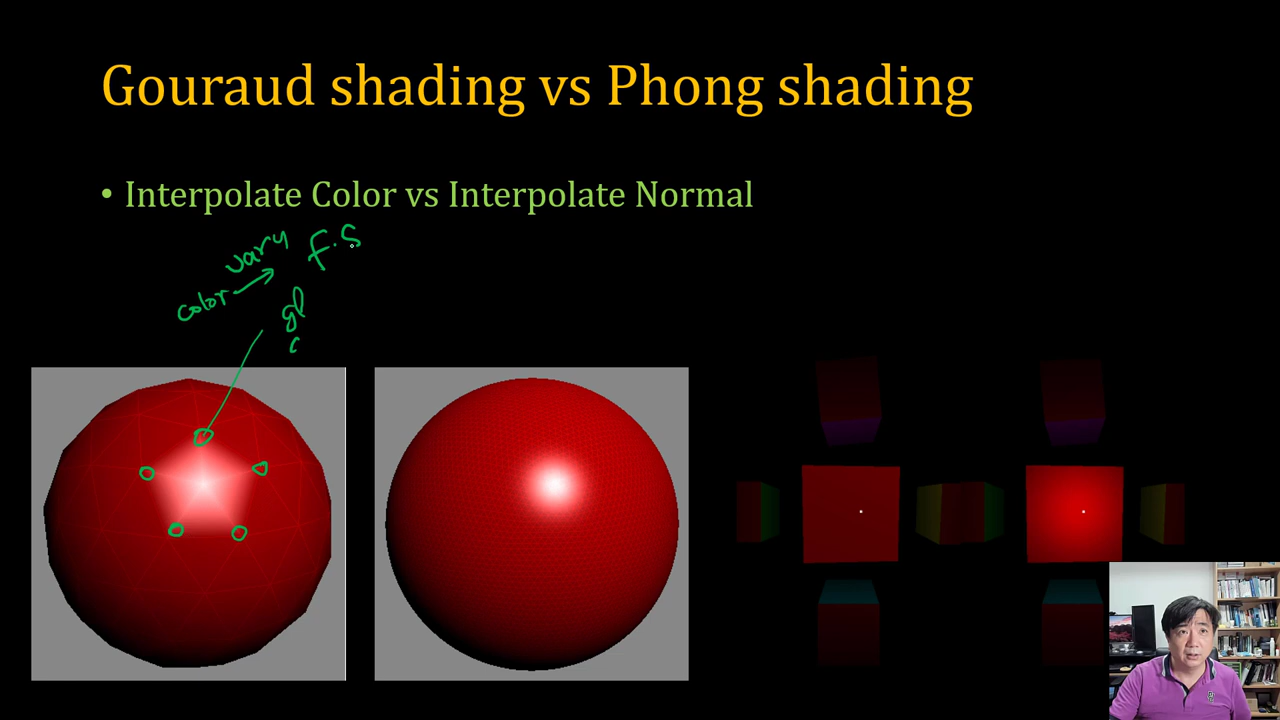 Gouraud shading vs Phong shading
• Interpolate Color vs Interpolate Normal
vary f.s
color
gl
c